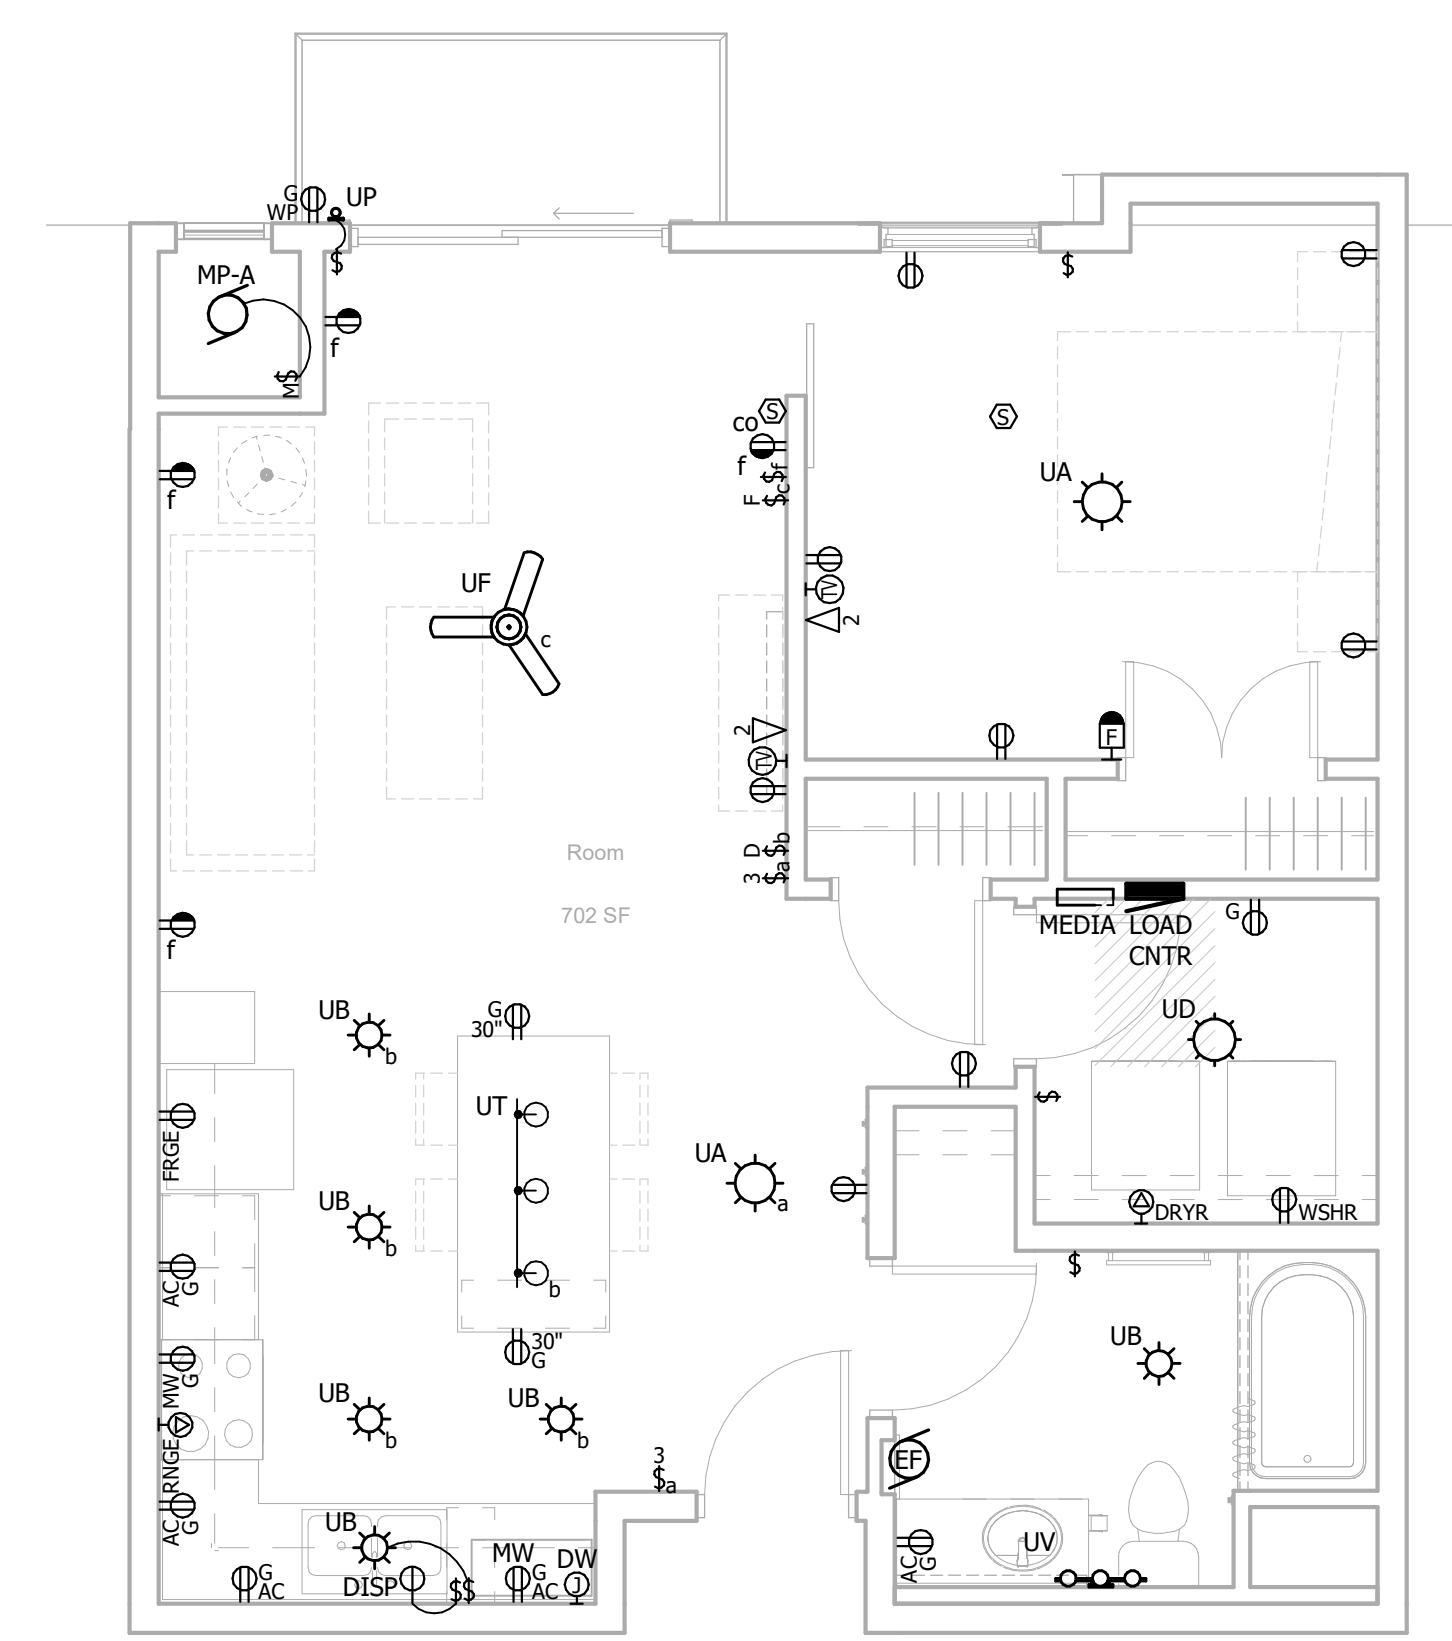 G
WP
UP
$
MP-A
f
M$
$
S
co
f
$f
F $c
S
UA
f
TV
2
UF
c
2
TV
F
Room
D $b
3 $a
702 SF
f
MEDIA
LOAD
CNTR
G
UB
b
G
30"
UD
UT
$
FRGE
UA
a
DRYR
WSHR
UB
b
AC
G
b
$
30"
G
UB
MW
G
UB
b
UB
b
RNGE
EF
3
$a
AC
G
UB
DISP
$$
G
AC
MW
G
AC
DW
J
AC
G
UV